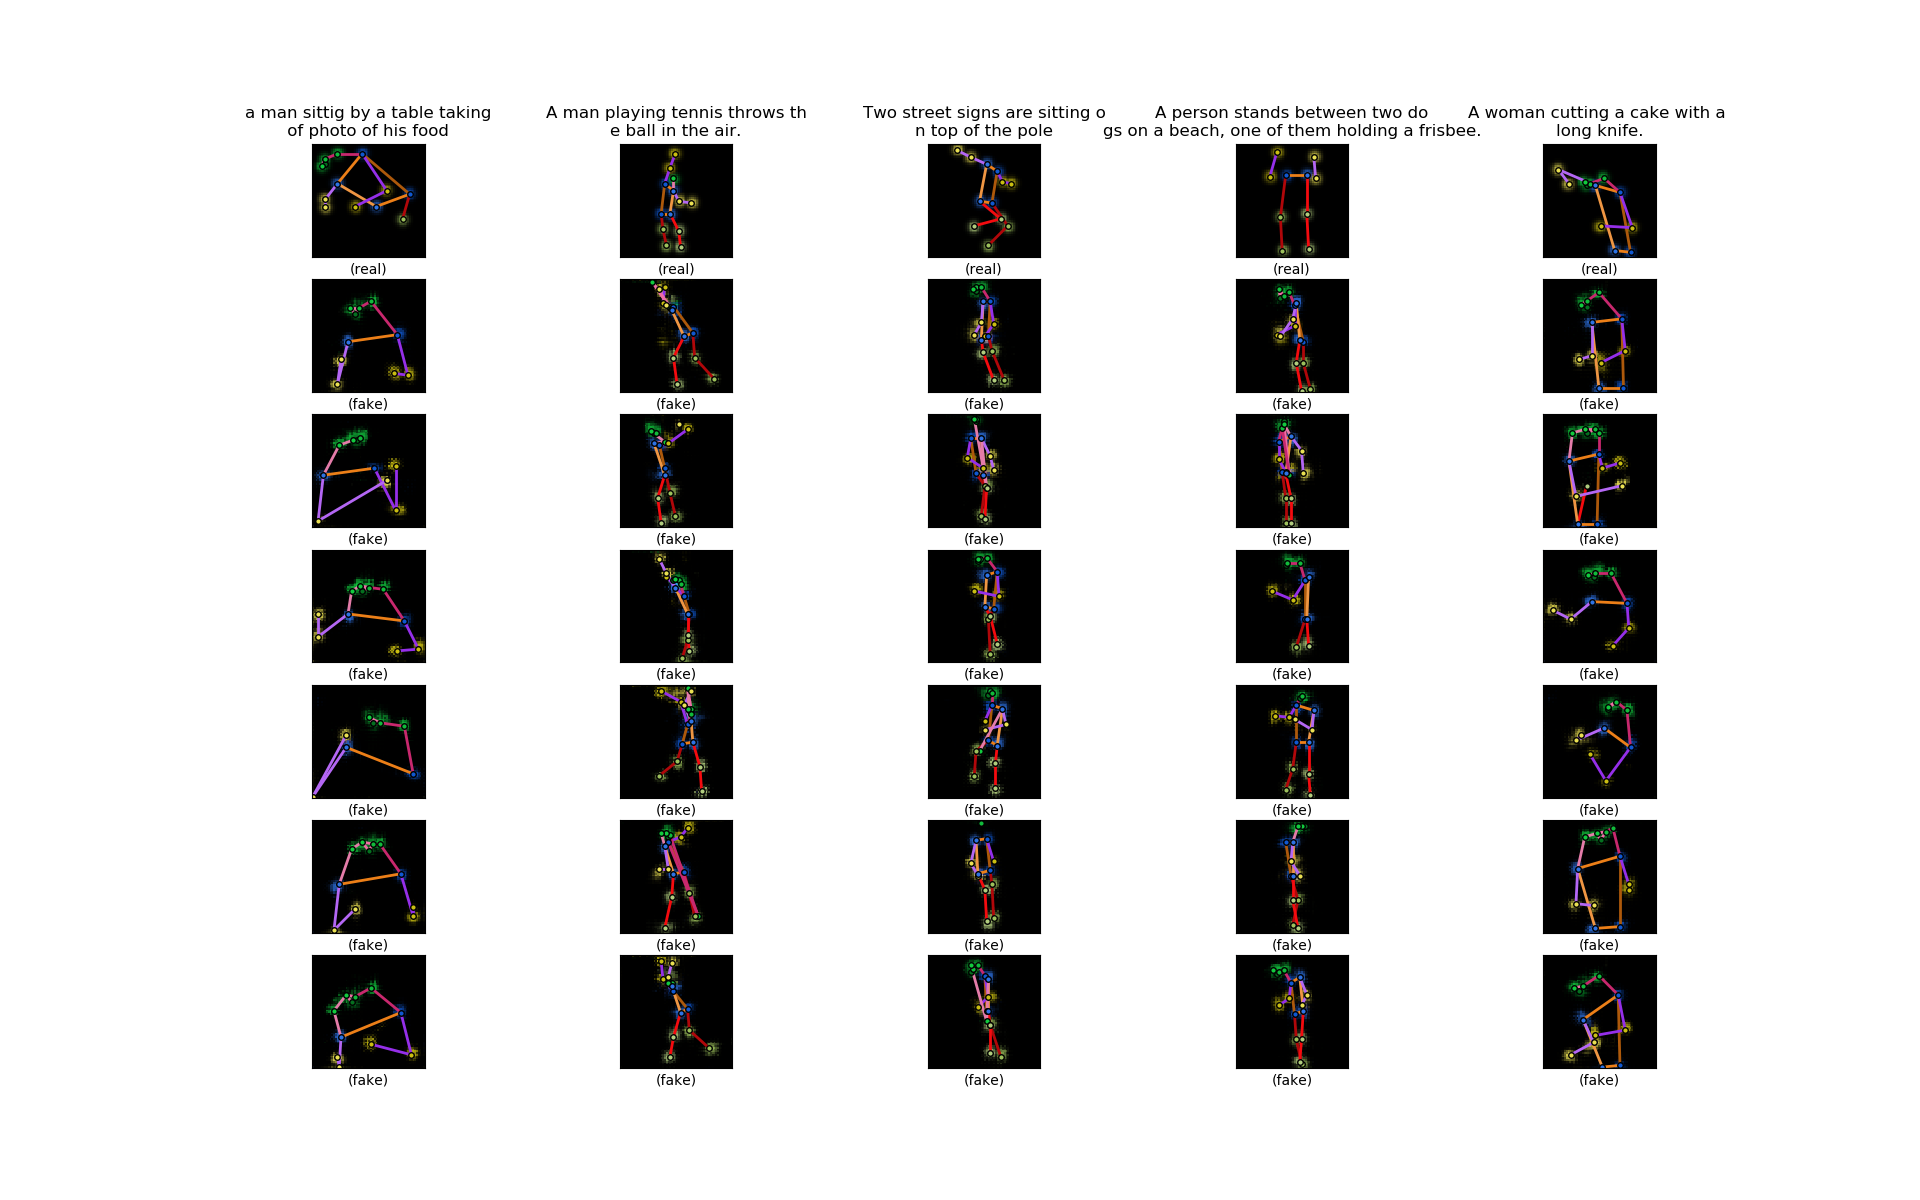 a man sittig by a table taking
of photo of his food
A man playing tennis throws th
e ball in the air.
Two street signs are sitting o
n top of the pole
A person stands between two do
gs on a beach, one of them holding a frisbee.
A woman cutting a cake with a
long knife.
(real) (real) (real) (real) (real)
(fake) (fake) (fake) (fake) (fake)
(fake) (fake) (fake) (fake) (fake)
(fake) (fake) (fake) (fake) (fake)
(fake) (fake) (fake) (fake) (fake)
(fake) (fake) (fake) (fake) (fake)
(fake) (fake) (fake) (fake) (fake)